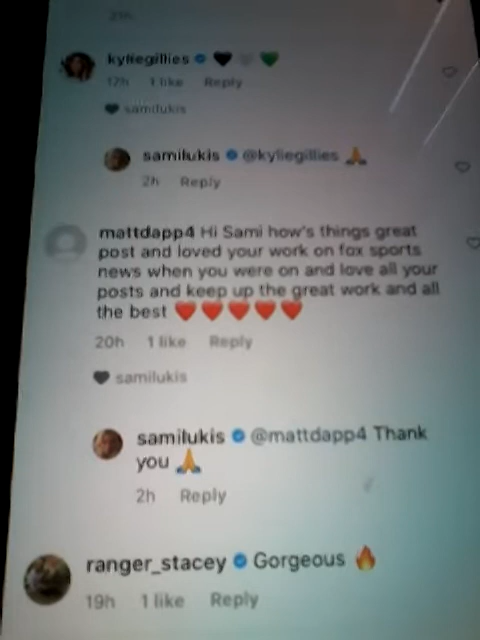 21h
kyliegillies 🖤 🤍 💚
12h 1 like Reply
samilukis
samilukis @kyliegillies 🙏
2h Reply
mattdapp4 Hi Sami how's things great
post and loved your work on fox sports
news when you were on and love all your
posts and keep up the great work and all
the best ❤️❤️❤️❤️❤️
20h 1 like Reply
samilukis
samilukis @mattdapp4 Thank
you 🙏
2h Reply
ranger_stacey Gorgeous 🔥
19h 1 like Reply